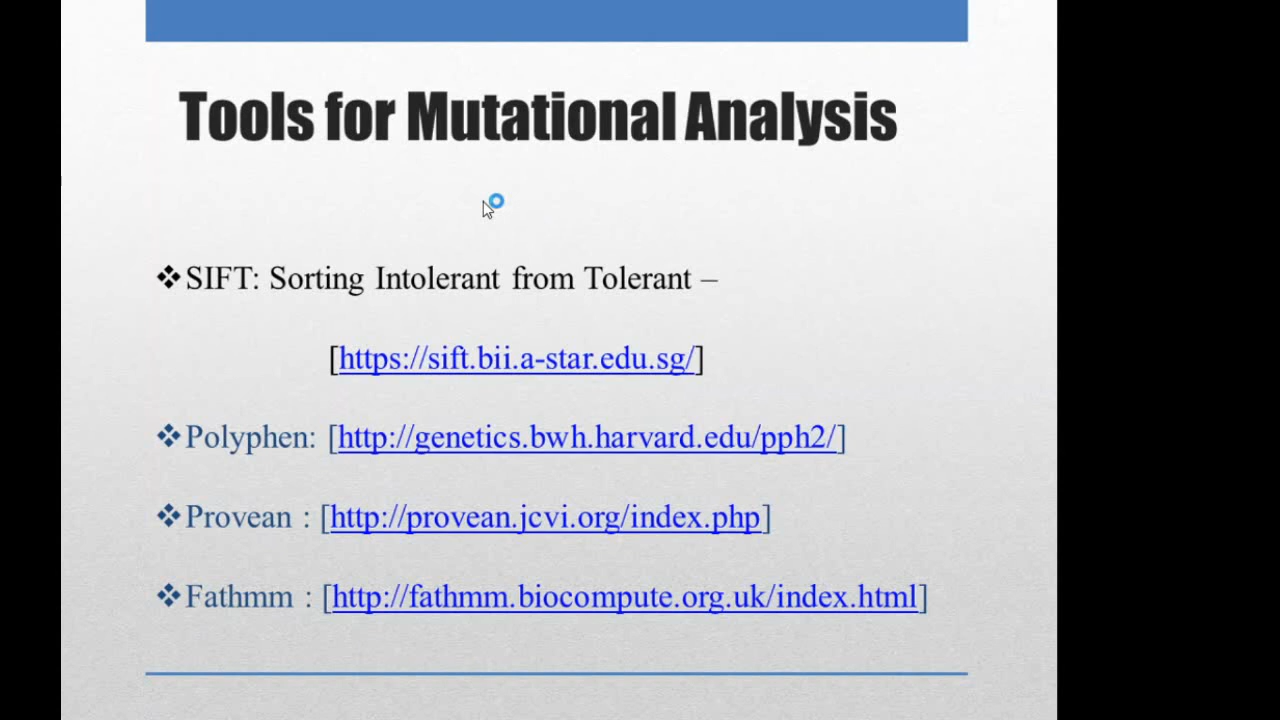 Tools for Mutational Analysis
❖SIFT: Sorting Intolerant from Tolerant –
[https://sift.bii.a-star.edu.sg/]
❖Polyphen: [http://genetics.bwh.harvard.edu/pph2/]
❖Provean : [http://provean.jcvi.org/index.php]
❖Fathmm : [http://fathmm.biocompute.org.uk/index.html]